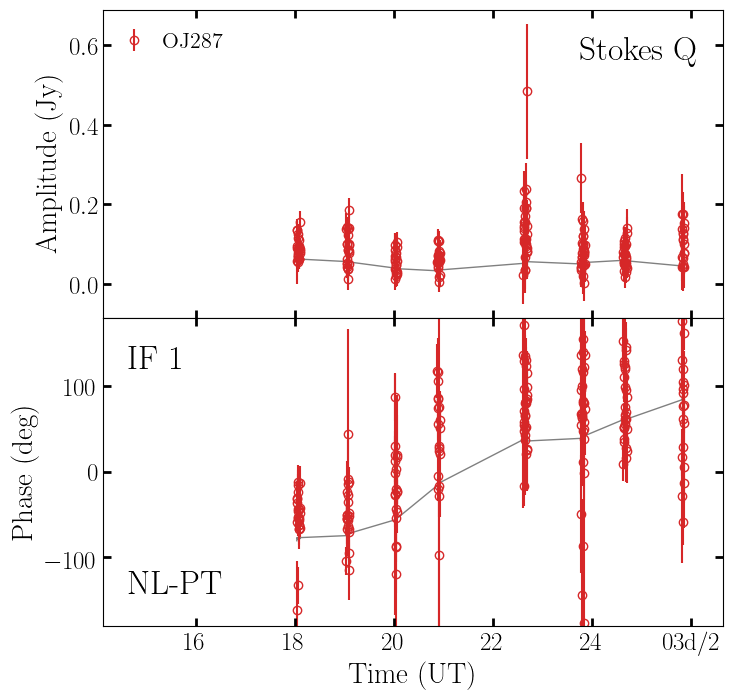 OJ287
Stokes Q
0.6
0.4
0.2
0.0
Amplitude (Jy)
IF 1
100
0
−100
Phase (deg)
NL-PT
16 18 20 22 24 03d/2
Time (UT)